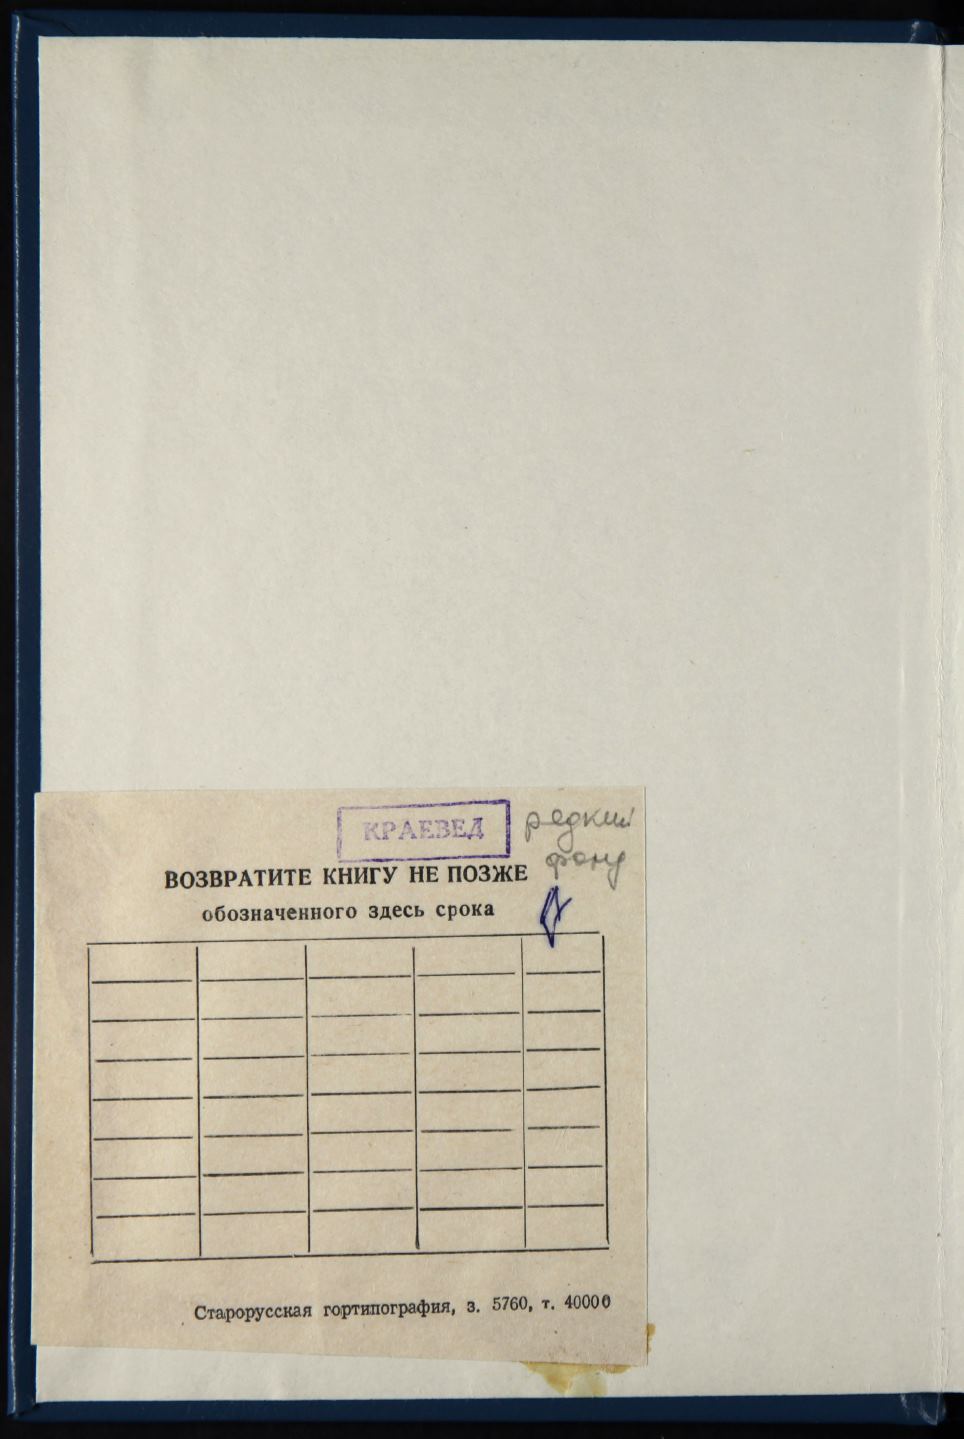 КРАЕВЕД
редкий
фонд
ВОЗВРАТИТЕ КНИГУ НЕ ПОЗЖЕ
обозначенного здесь срока
Старорусская гортипография, з. 5760, т. 40000